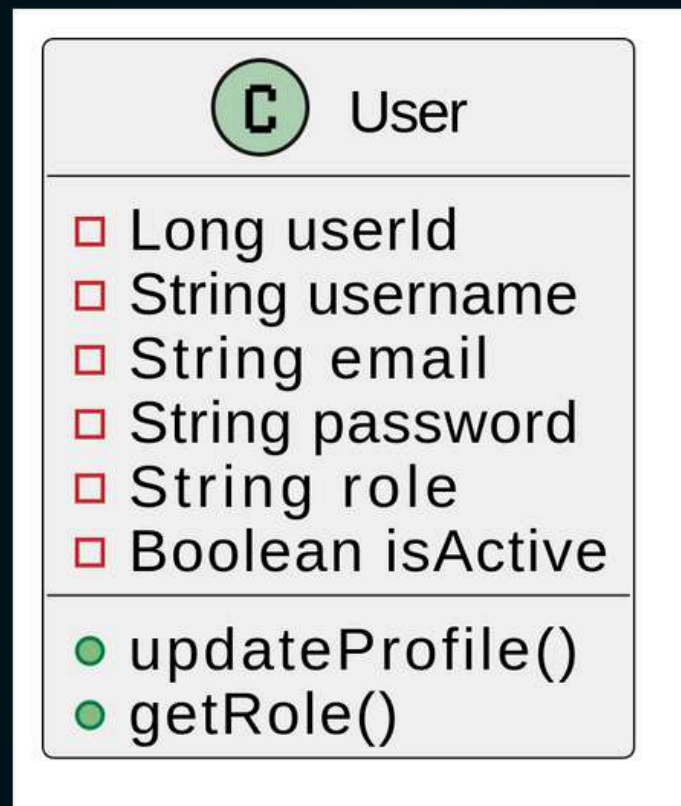 C User
Long userId
String username
String email
String password
String role
Boolean isActive
updateProfile()
getRole()